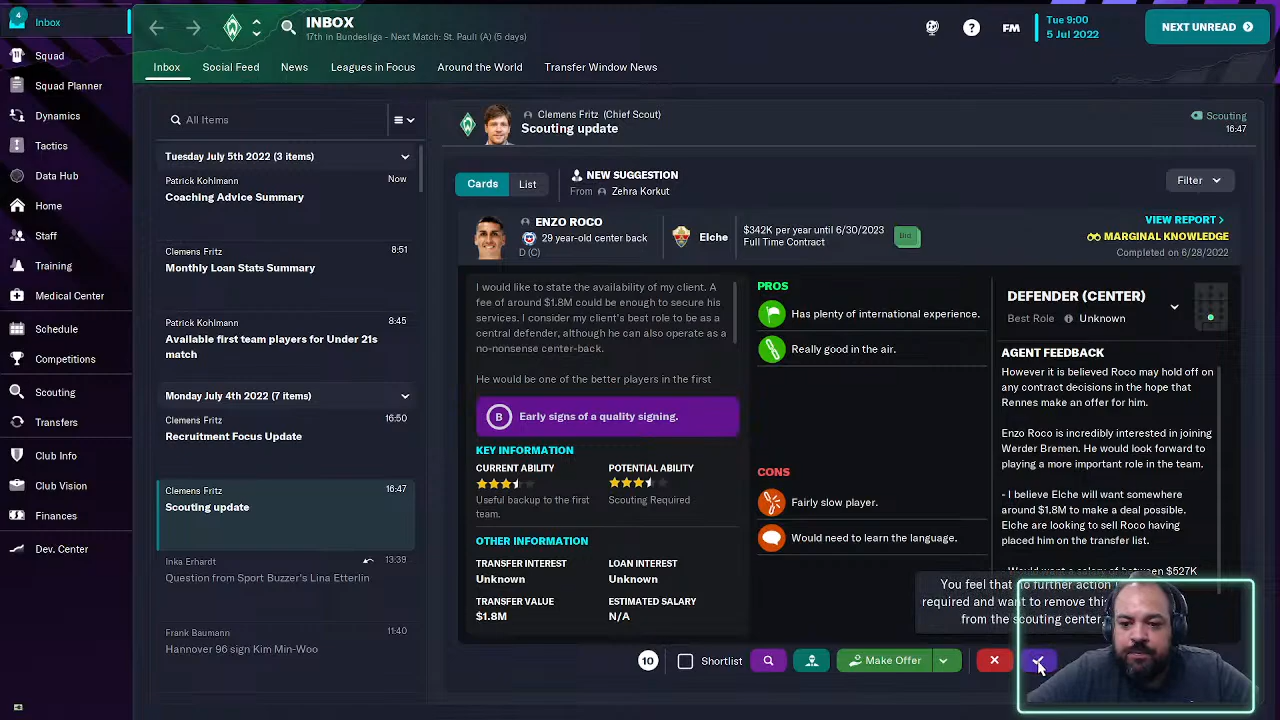 4
Inbox
INBOX
17th in Bundesliga - Next Match: St. Pauli (A) (5 days)
FM
Tue 9:00
5 Jul 2022
NEXT UNREAD
Inbox
Social Feed
News
Leagues in Focus
Around the World
Transfer Window News
Squad
Squad Planner
Dynamics
Tactics
Data Hub
Home
Staff
Training
Medical Center
Schedule
Competitions
Scouting
Transfers
Club Info
Club Vision
Finances
Dev. Center
All Items
Tuesday July 5th 2022 (3 items)
Patrick Kohlmann
Now
Coaching Advice Summary
Clemens Fritz
8:51
Monthly Loan Stats Summary
Patrick Kohlmann
8:45
Available first team players for Under 21s
match
Monday July 4th 2022 (7 items)
Clemens Fritz
16:50
Recruitment Focus Update
Clemens Fritz
16:47
Scouting update
Inka Erhardt
13:39
Question from Sport Buzzer's Lina Etterlin
Frank Baumann
11:40
Hannover 96 sign Kim Min-Woo
Clemens Fritz (Chief Scout)
Scouting update
Scouting
16:47
Cards
List
NEW SUGGESTION
From Zehra Korkut
Filter
ENZO ROCO
29 year-old center back
D (C)
Elche
$342K per year until 6/30/2023
Full Time Contract
Bid
VIEW REPORT >
MARGINAL KNOWLEDGE
Completed on 6/28/2022
I would like to state the availability of my client. A
fee of around $1.8M could be enough to secure his
services. I consider my client's best role to be as a
central defender, although he can also operate as a
no-nonsense center-back.
He would be one of the better players in the first
B
Early signs of a quality signing.
KEY INFORMATION
CURRENT ABILITY
POTENTIAL ABILITY
Useful backup to the first
team.
Scouting Required
OTHER INFORMATION
TRANSFER INTEREST
LOAN INTEREST
Unknown
Unknown
TRANSFER VALUE
ESTIMATED SALARY
$1.8M
N/A
PROS
Has plenty of international experience.
Really good in the air.
CONS
Fairly slow player.
Would need to learn the language.
DEFENDER (CENTER)
Best Role Unknown
AGENT FEEDBACK
However it is believed Roco may hold off on
any contract decisions in the hope that
Rennes make an offer for him.
Enzo Roco is incredibly interested in joining
Werder Bremen. He would look forward to
playing a more important role in the team.
- I believe Elche will want somewhere
around $1.8M to make a deal possible.
Elche are looking to sell Roco having
placed him on the transfer list.
- Would want a salary of between $527K
You feel that no further action
required and want to remove
from the scouting center.
10
Shortlist
Make Offer